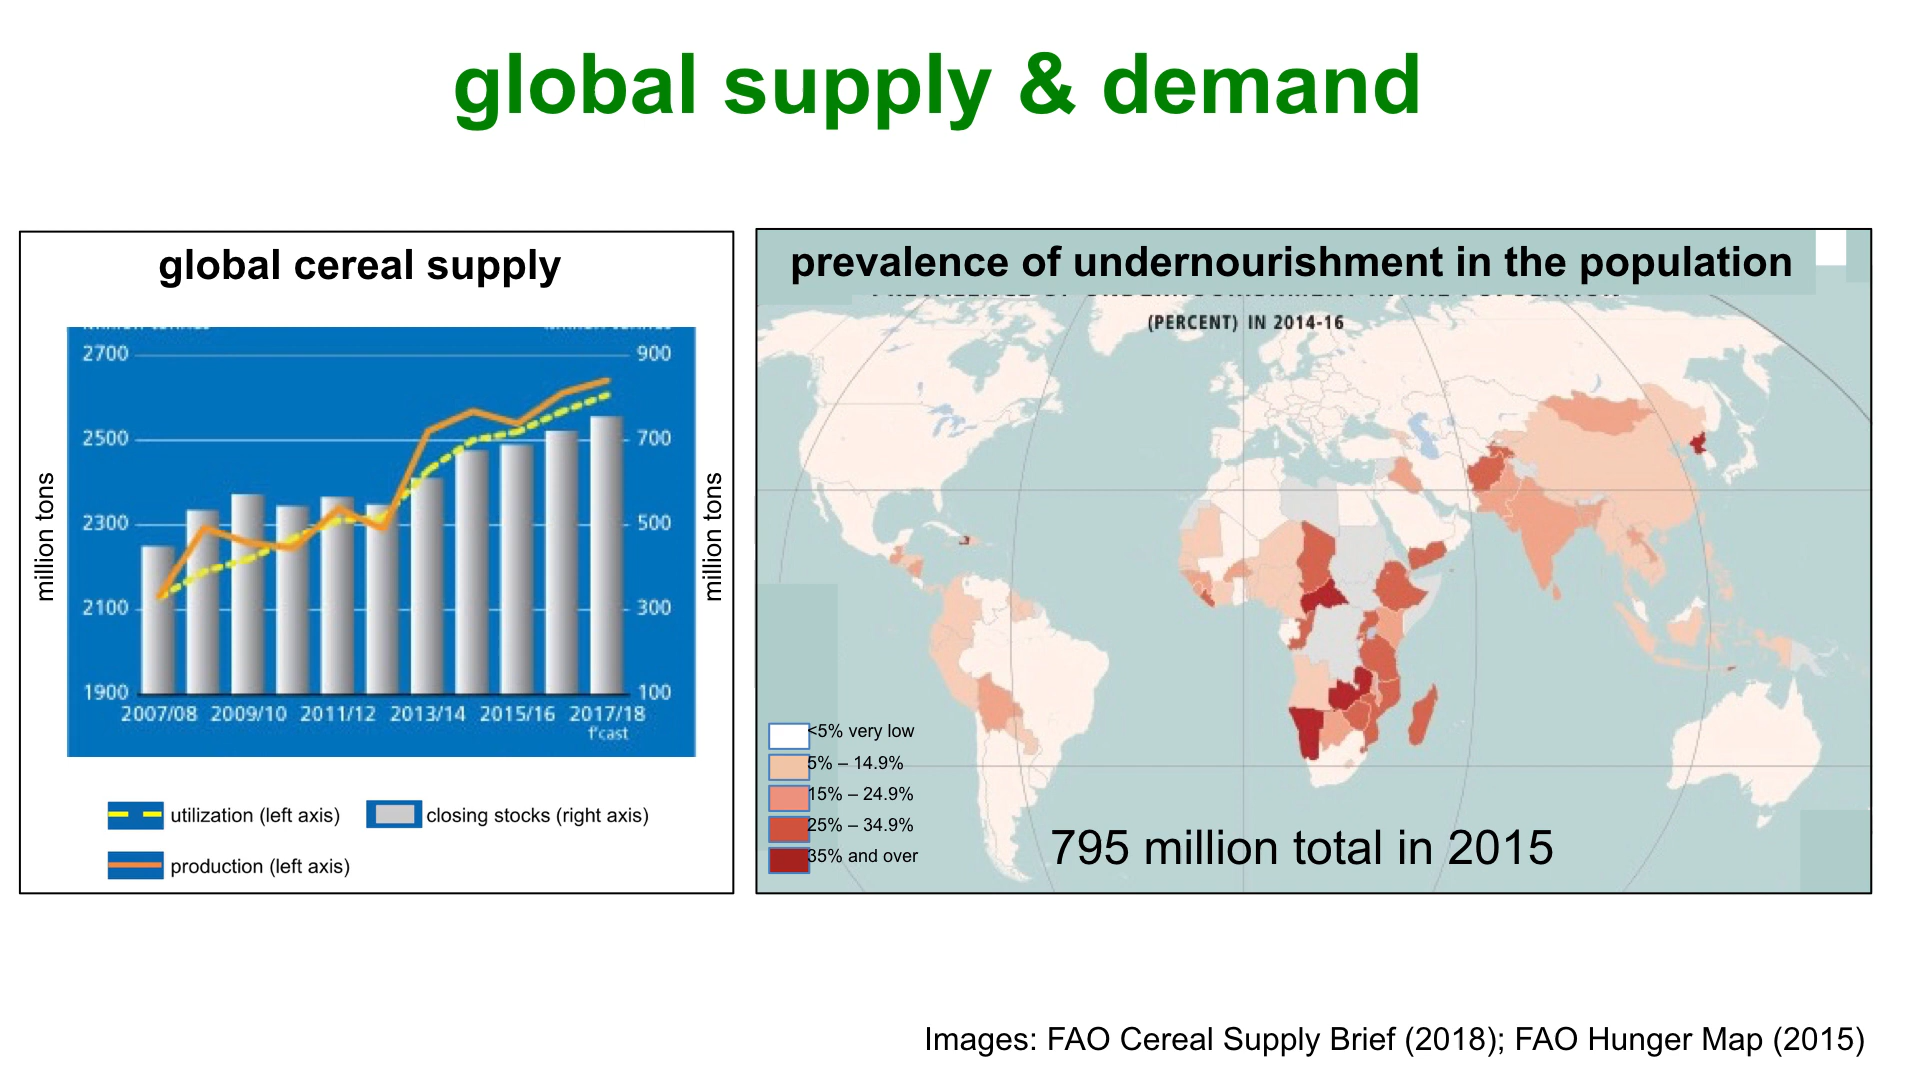 global supply & demand
global cereal supply
2700
2500
2300
2100
1900
900
700
500
300
100
million tons
million tons
2007/08 2009/10 2011/12 2013/14 2015/16 2017/18
f'cast
utilization (left axis)
closing stocks (right axis)
production (left axis)
prevalence of undernourishment in the population
(PERCENT) IN 2014-16
<5% very low
5% – 14.9%
15% – 24.9%
25% – 34.9%
35% and over
795 million total in 2015
Images: FAO Cereal Supply Brief (2018); FAO Hunger Map (2015)